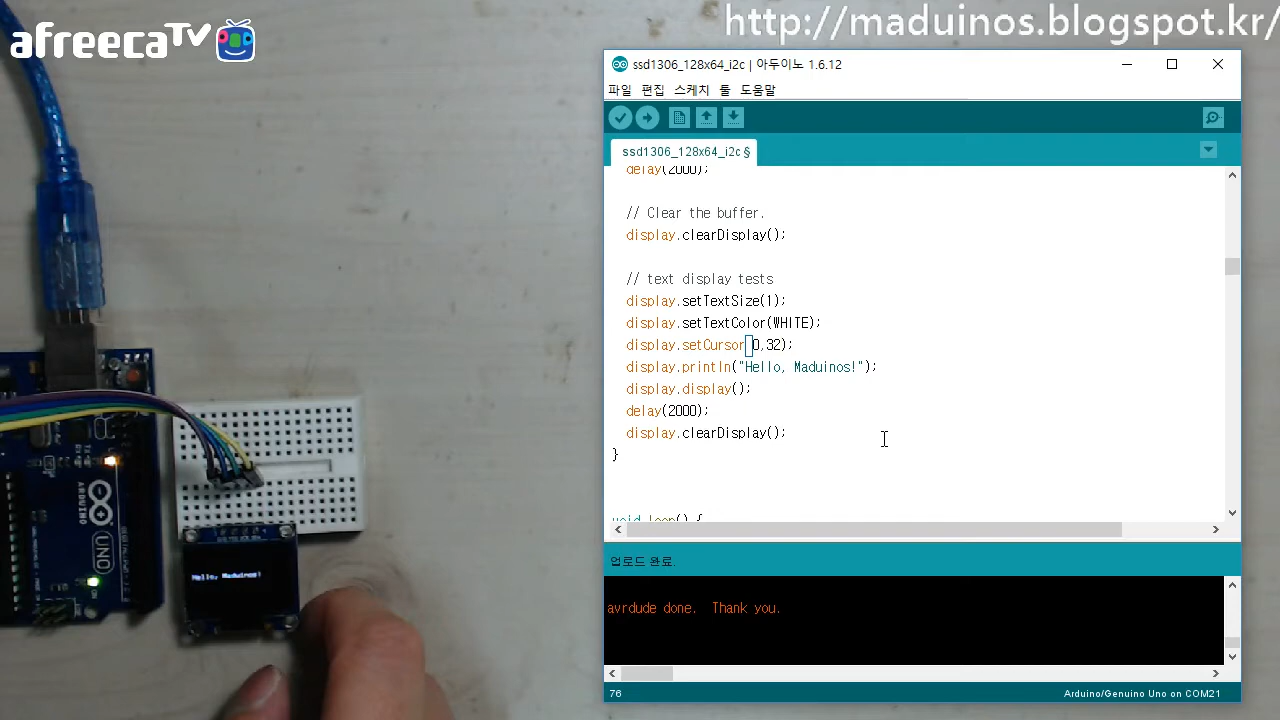 afreecaTV
http://maduinos.blogspot.kr/
ssd1306_128x64_i2c | 아두이노 1.6.12
파일 편집 스케치 툴 도움말
ssd1306_128x64_i2c §
delay(2000);
// Clear the buffer.
display.clearDisplay();
// text display tests
display.setTextSize(1);
display.setTextColor(WHITE);
display.setCursor(0,32);
display.println("Hello, Maduinos!");
display.display();
delay(2000);
display.clearDisplay();
}
void loop() {
업로드 완료.
avrdude done.  Thank you.
76
Arduino/Genuino Uno on COM21
UNO
Hello, Maduinos!